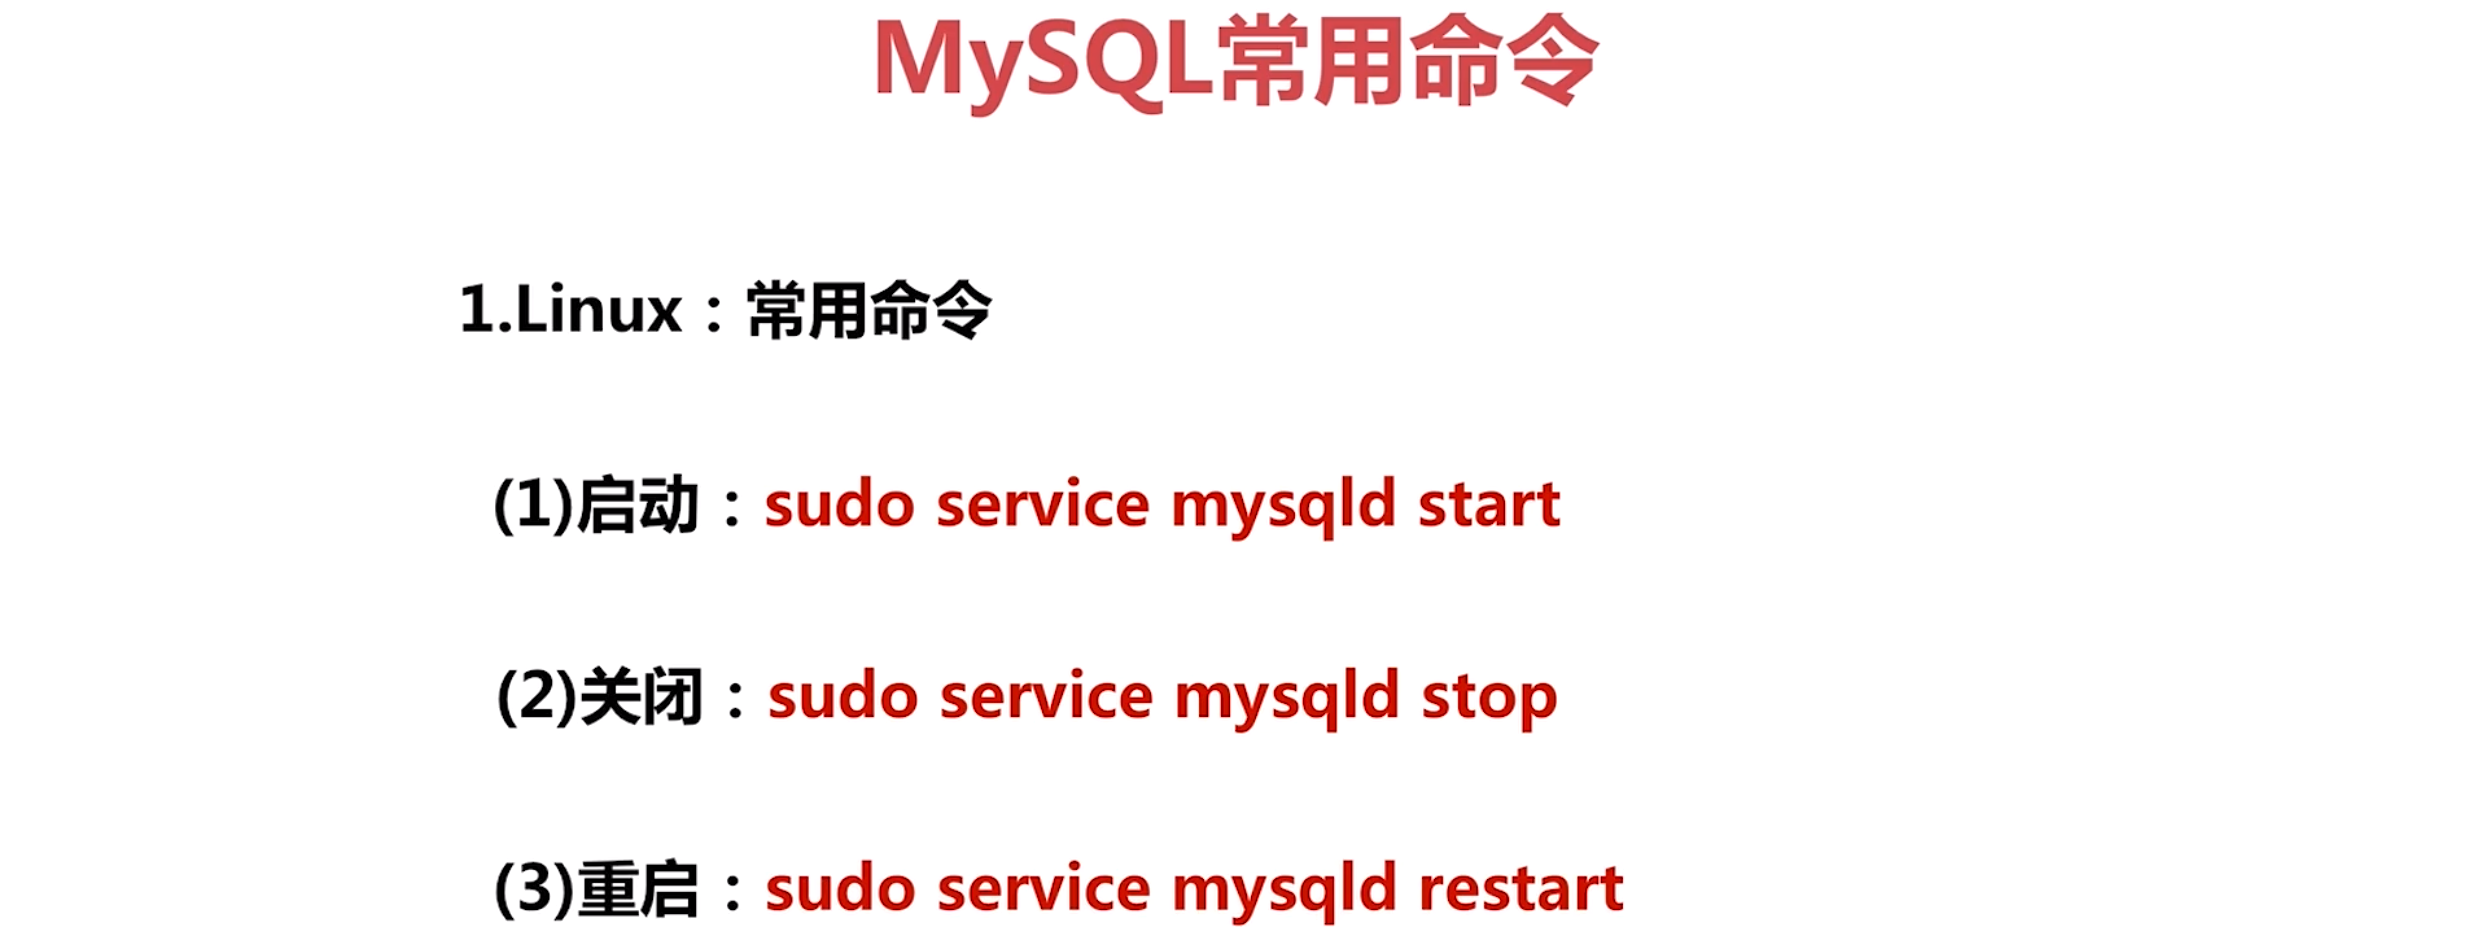 MySQL常用命令
1.Linux：常用命令
(1)启动：sudo service mysqld start
(2)关闭：sudo service mysqld stop
(3)重启：sudo service mysqld restart